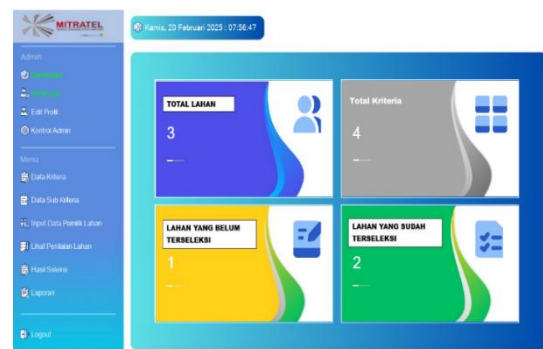 MITRATEL
Kamis, 20 Februari 2025 : 07:56:47
Admin
Edit Profil
Kontrol Admin
Menu
Data Kriteria
Data Sub Kriteria
Input Data Pemilik Lahan
Lihat Penilaian Lahan
Hasil Seleksi
Laporan
Logout
TOTAL LAHAN
3
Total Kriteria
4
LAHAN YANG BELUM
TERSELEKSI
1
LAHAN YANG SUDAH
TERSELEKSI
2